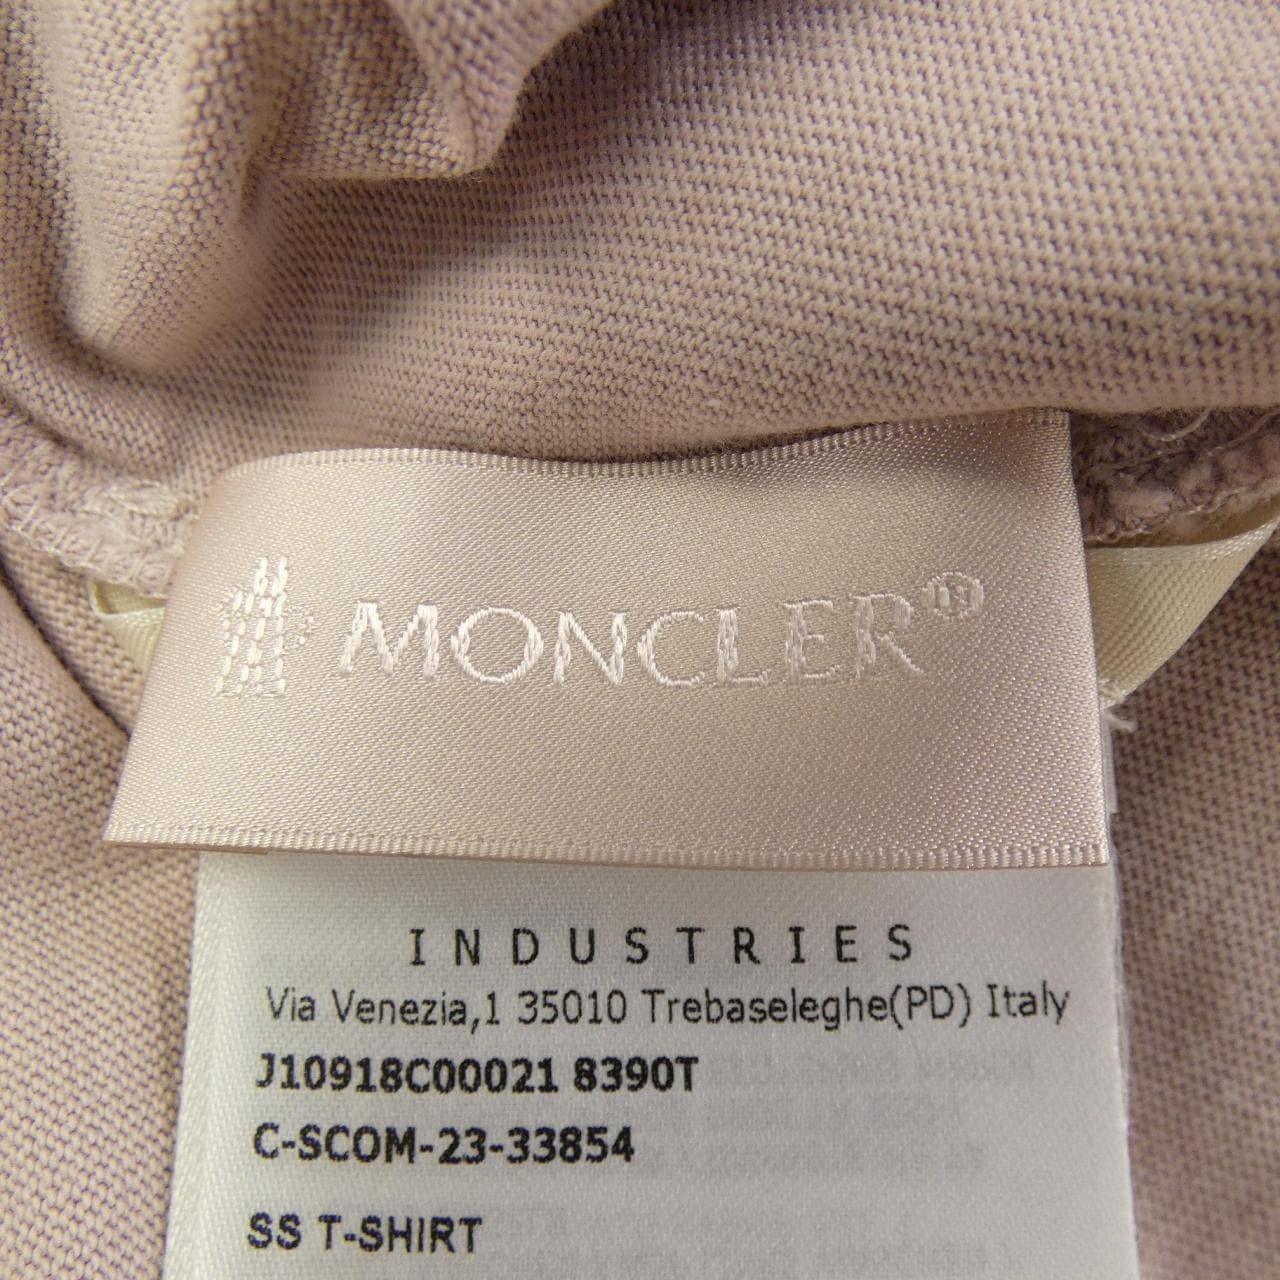 MONCLER®
INDUSTRIES
Via Venezia,1 35010 Trebaseleghe(PD) Italy
J10918C00021 8390T
C-SCOM-23-33854
SS T-SHIRT